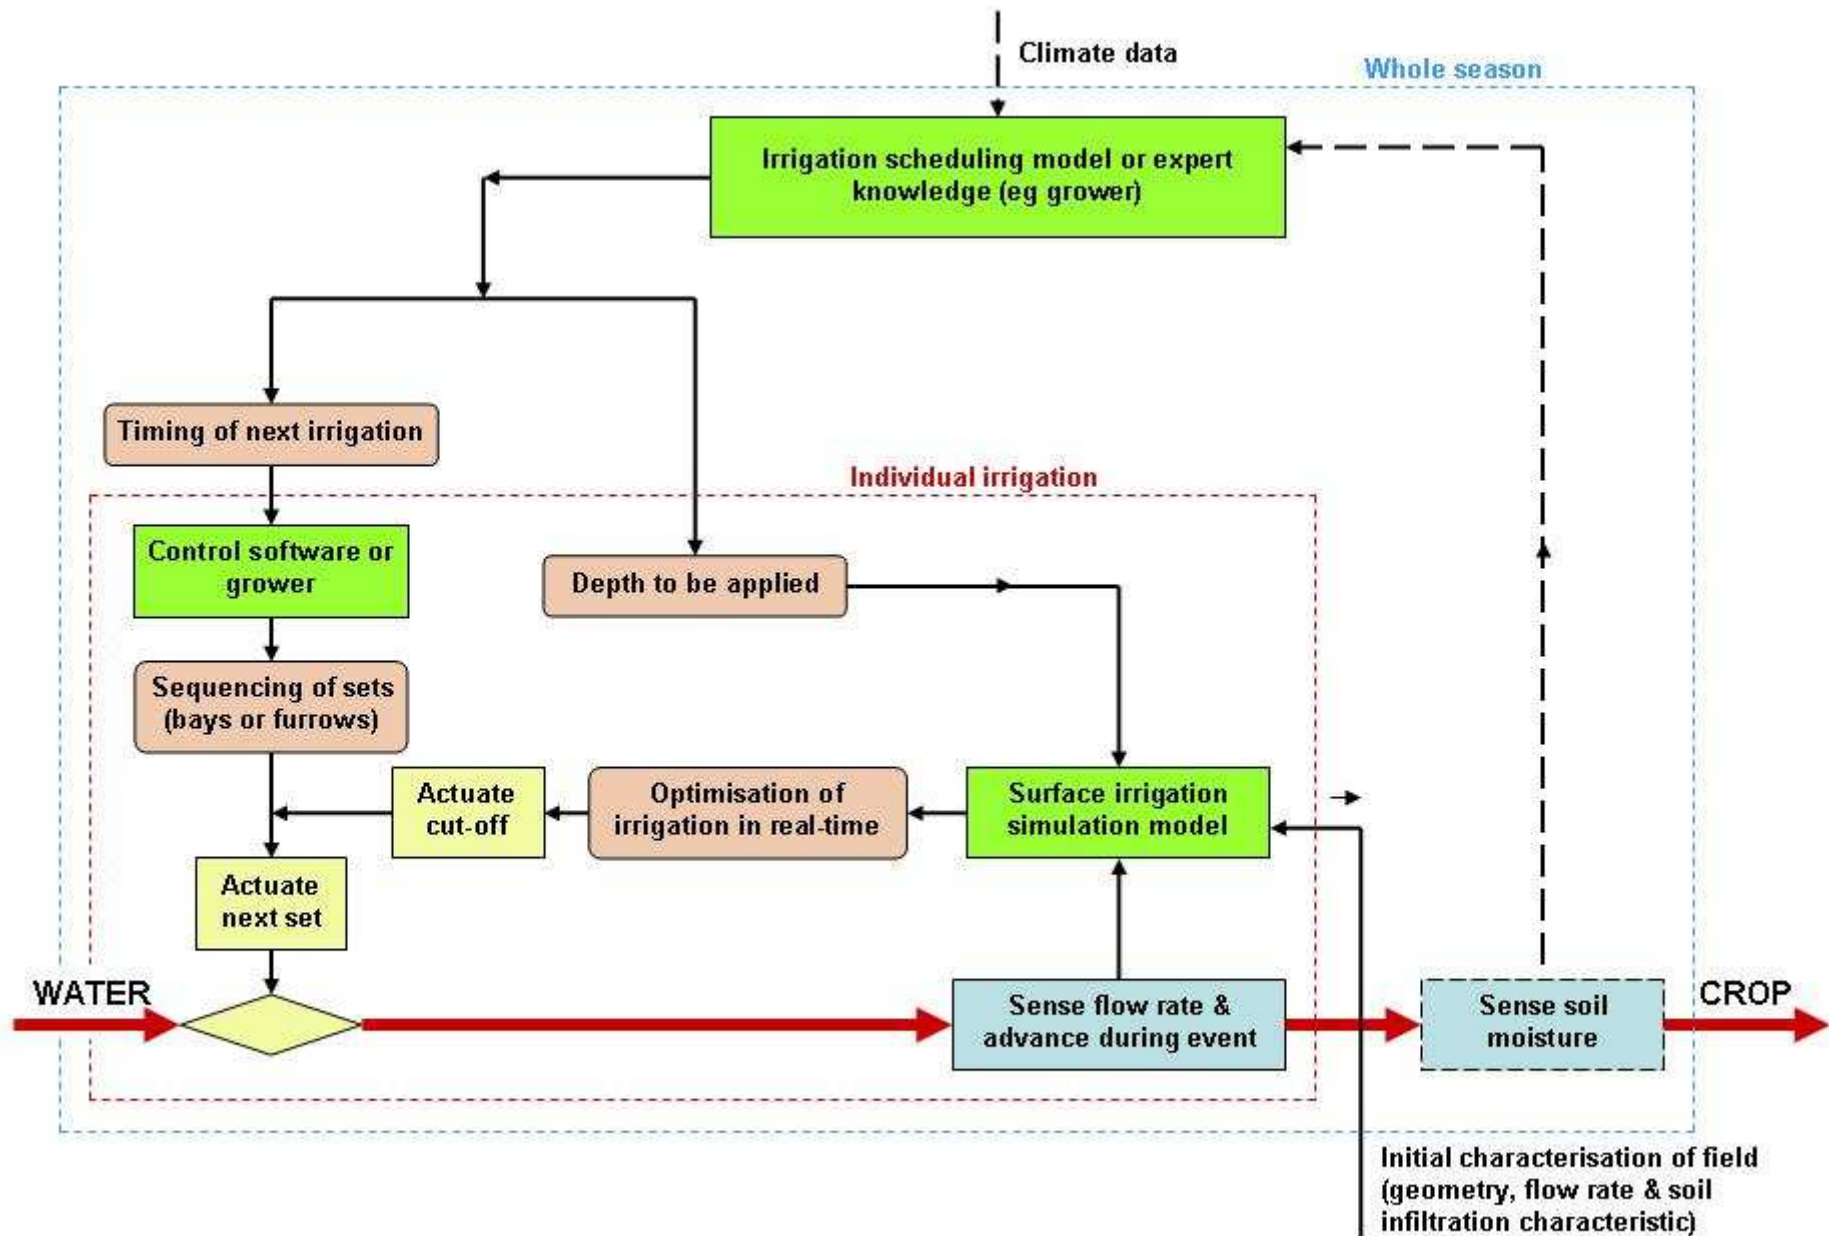 Climate data
Whole season
Irrigation scheduling model or expert
knowledge (eg grower)
Timing of next irrigation
Individual irrigation
Control software or
grower
Depth to be applied
Sequencing of sets
(bays or furrows)
Actuate
cut-off
Optimisation of
irrigation in real-time
Surface irrigation
simulation model
Actuate
next set
WATER
Sense flow rate &
advance during event
Sense soil
moisture
CROP
Initial characterisation of field
(geometry, flow rate & soil
infiltration characteristic)